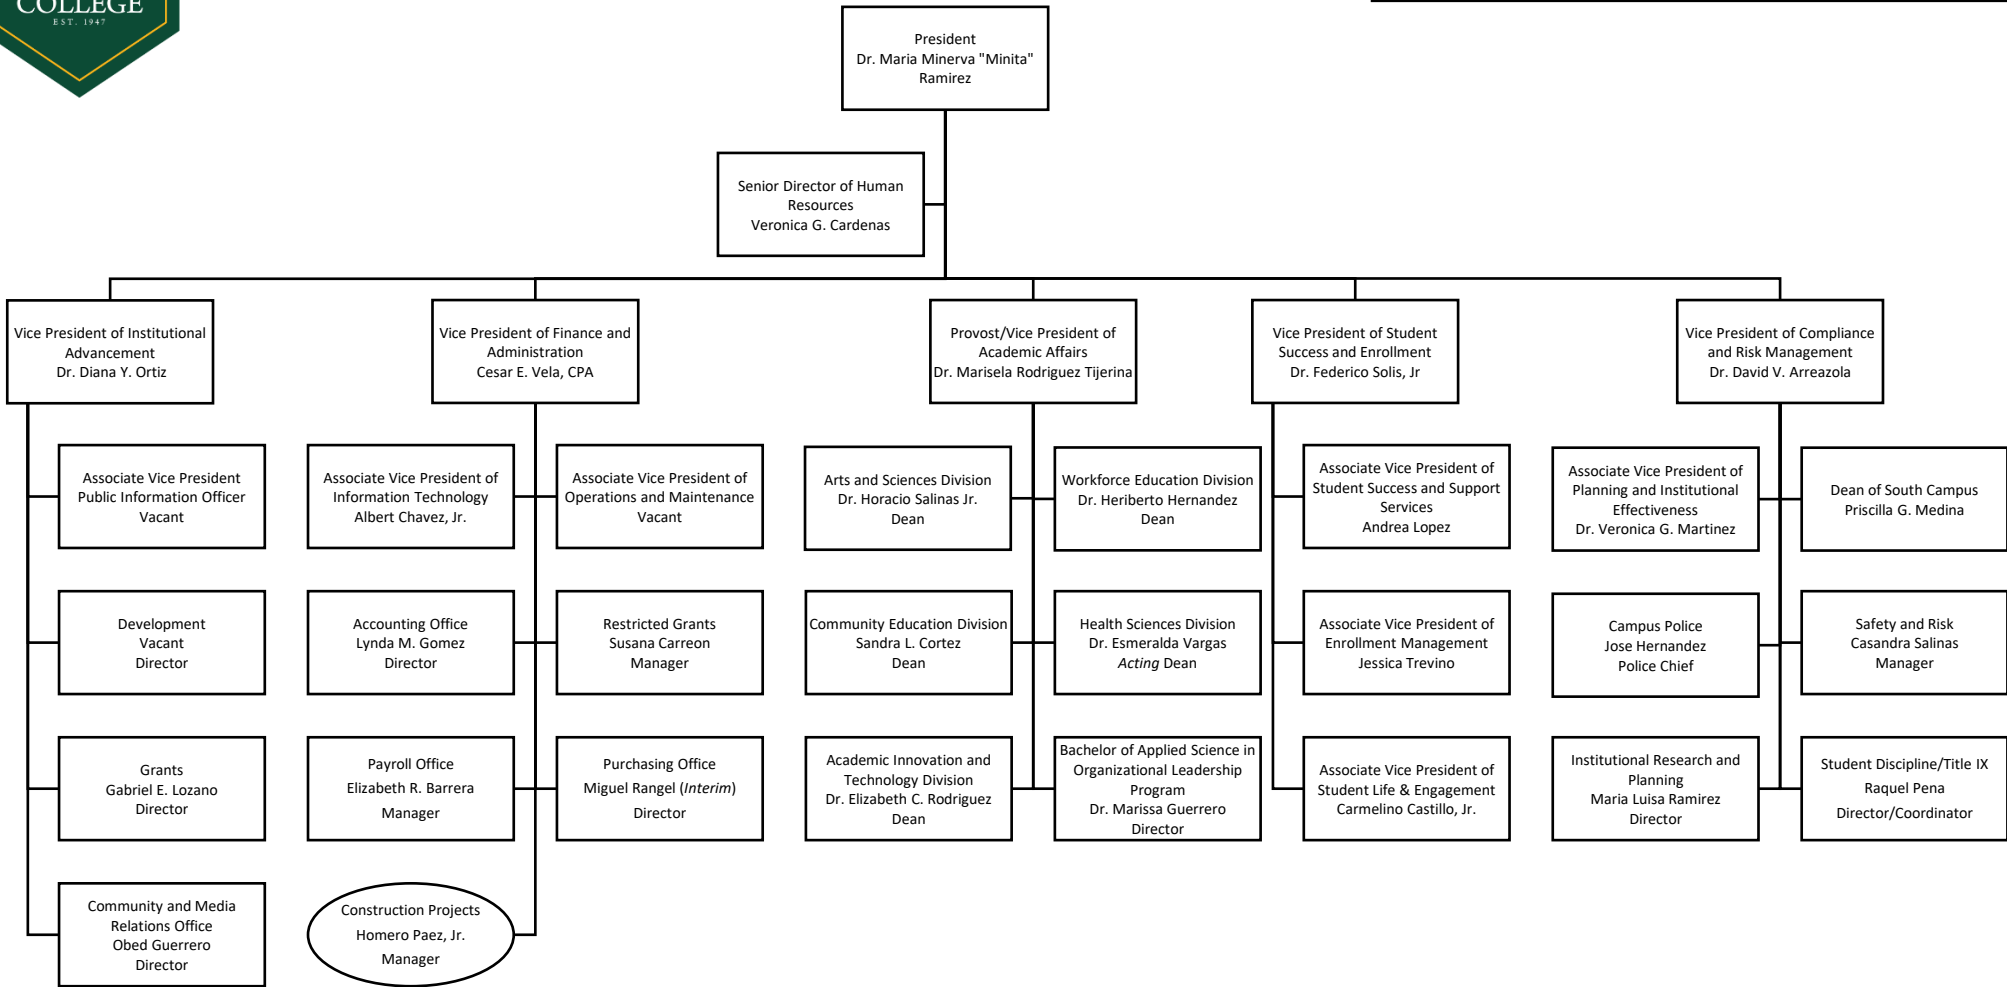 COLLEGE
EST. 1947
President
Dr. Maria Minerva "Minita"
Ramirez
Senior Director of Human
Resources
Veronica G. Cardenas
Vice President of Institutional
Advancement
Dr. Diana Y. Ortiz
Vice President of Finance and
Administration
Cesar E. Vela, CPA
Provost/Vice President of
Academic Affairs
Dr. Marisela Rodriguez Tijerina
Vice President of Student
Success and Enrollment
Dr. Federico Solis, Jr
Vice President of Compliance
and Risk Management
Dr. David V. Arreazola
Associate Vice President
Public Information Officer
Vacant
Associate Vice President of
Information Technology
Albert Chavez, Jr.
Associate Vice President of
Operations and Maintenance
Vacant
Arts and Sciences Division
Dr. Horacio Salinas Jr.
Dean
Workforce Education Division
Dr. Heriberto Hernandez
Dean
Associate Vice President of
Student Success and Support
Services
Andrea Lopez
Associate Vice President of
Planning and Institutional
Effectiveness
Dr. Veronica G. Martinez
Dean of South Campus
Priscilla G. Medina
Development
Vacant
Director
Accounting Office
Lynda M. Gomez
Director
Restricted Grants
Susana Carreon
Manager
Community Education Division
Sandra L. Cortez
Dean
Health Sciences Division
Dr. Esmeralda Vargas
Acting Dean
Associate Vice President of
Enrollment Management
Jessica Trevino
Campus Police
Jose Hernandez
Police Chief
Safety and Risk
Casandra Salinas
Manager
Grants
Gabriel E. Lozano
Director
Payroll Office
Elizabeth R. Barrera
Manager
Purchasing Office
Miguel Rangel (Interim)
Director
Academic Innovation and
Technology Division
Dr. Elizabeth C. Rodriguez
Dean
Bachelor of Applied Science in
Organizational Leadership
Program
Dr. Marissa Guerrero
Director
Associate Vice President of
Student Life & Engagement
Carmelino Castillo, Jr.
Institutional Research and
Planning
Maria Luisa Ramirez
Director
Student Discipline/Title IX
Raquel Pena
Director/Coordinator
Community and Media
Relations Office
Obed Guerrero
Director
Construction Projects
Homero Paez, Jr.
Manager